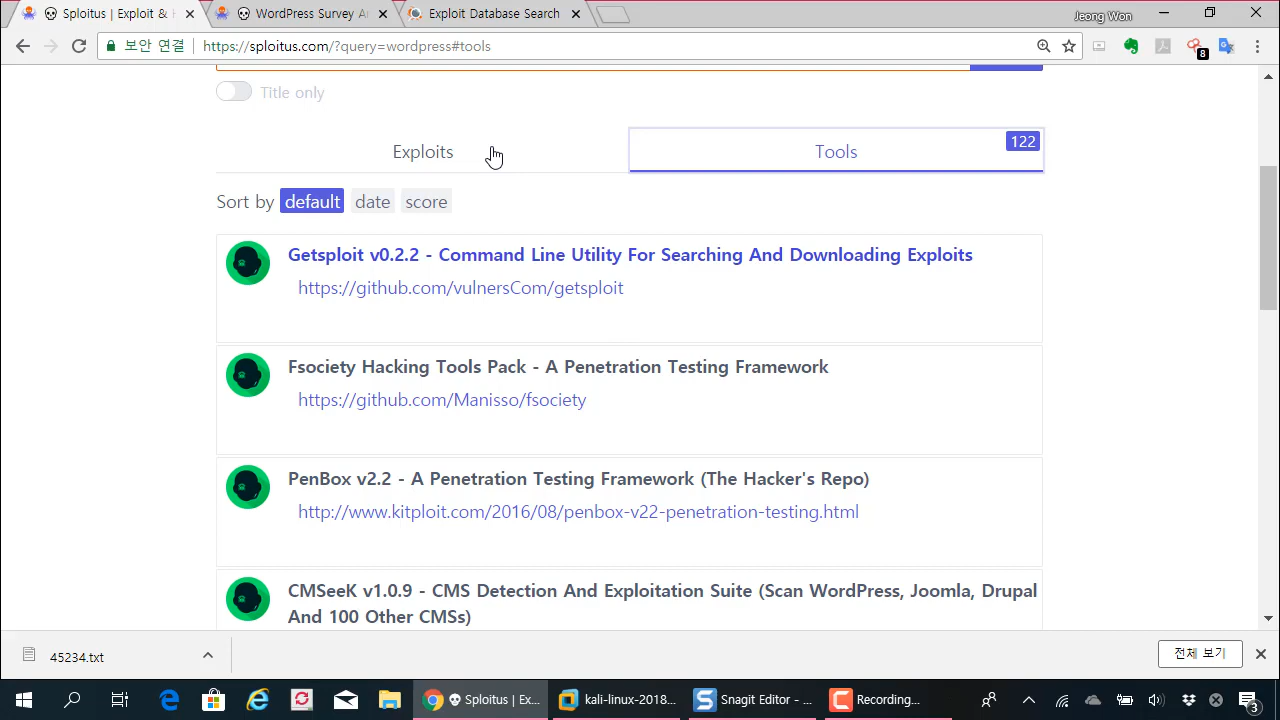 Sploitus | Exploit &
WordPress Survey A
Exploit Database Search
Jeong Won
보안 연결
https://sploitus.com/?query=wordpress#tools
8
Title only
Exploits
Tools
122
Sort by default date score
Getsploit v0.2.2 - Command Line Utility For Searching And Downloading Exploits
https://github.com/vulnersCom/getsploit
Fsociety Hacking Tools Pack - A Penetration Testing Framework
https://github.com/Manisso/fsociety
PenBox v2.2 - A Penetration Testing Framework (The Hacker's Repo)
http://www.kitploit.com/2016/08/penbox-v22-penetration-testing.html
CMSeeK v1.0.9 - CMS Detection And Exploitation Suite (Scan WordPress, Joomla, Drupal
And 100 Other CMSs)
45234.txt
전체 보기
Sploitus | Ex...
kali-linux-2018...
Snagit Editor - ...
Recording...
3